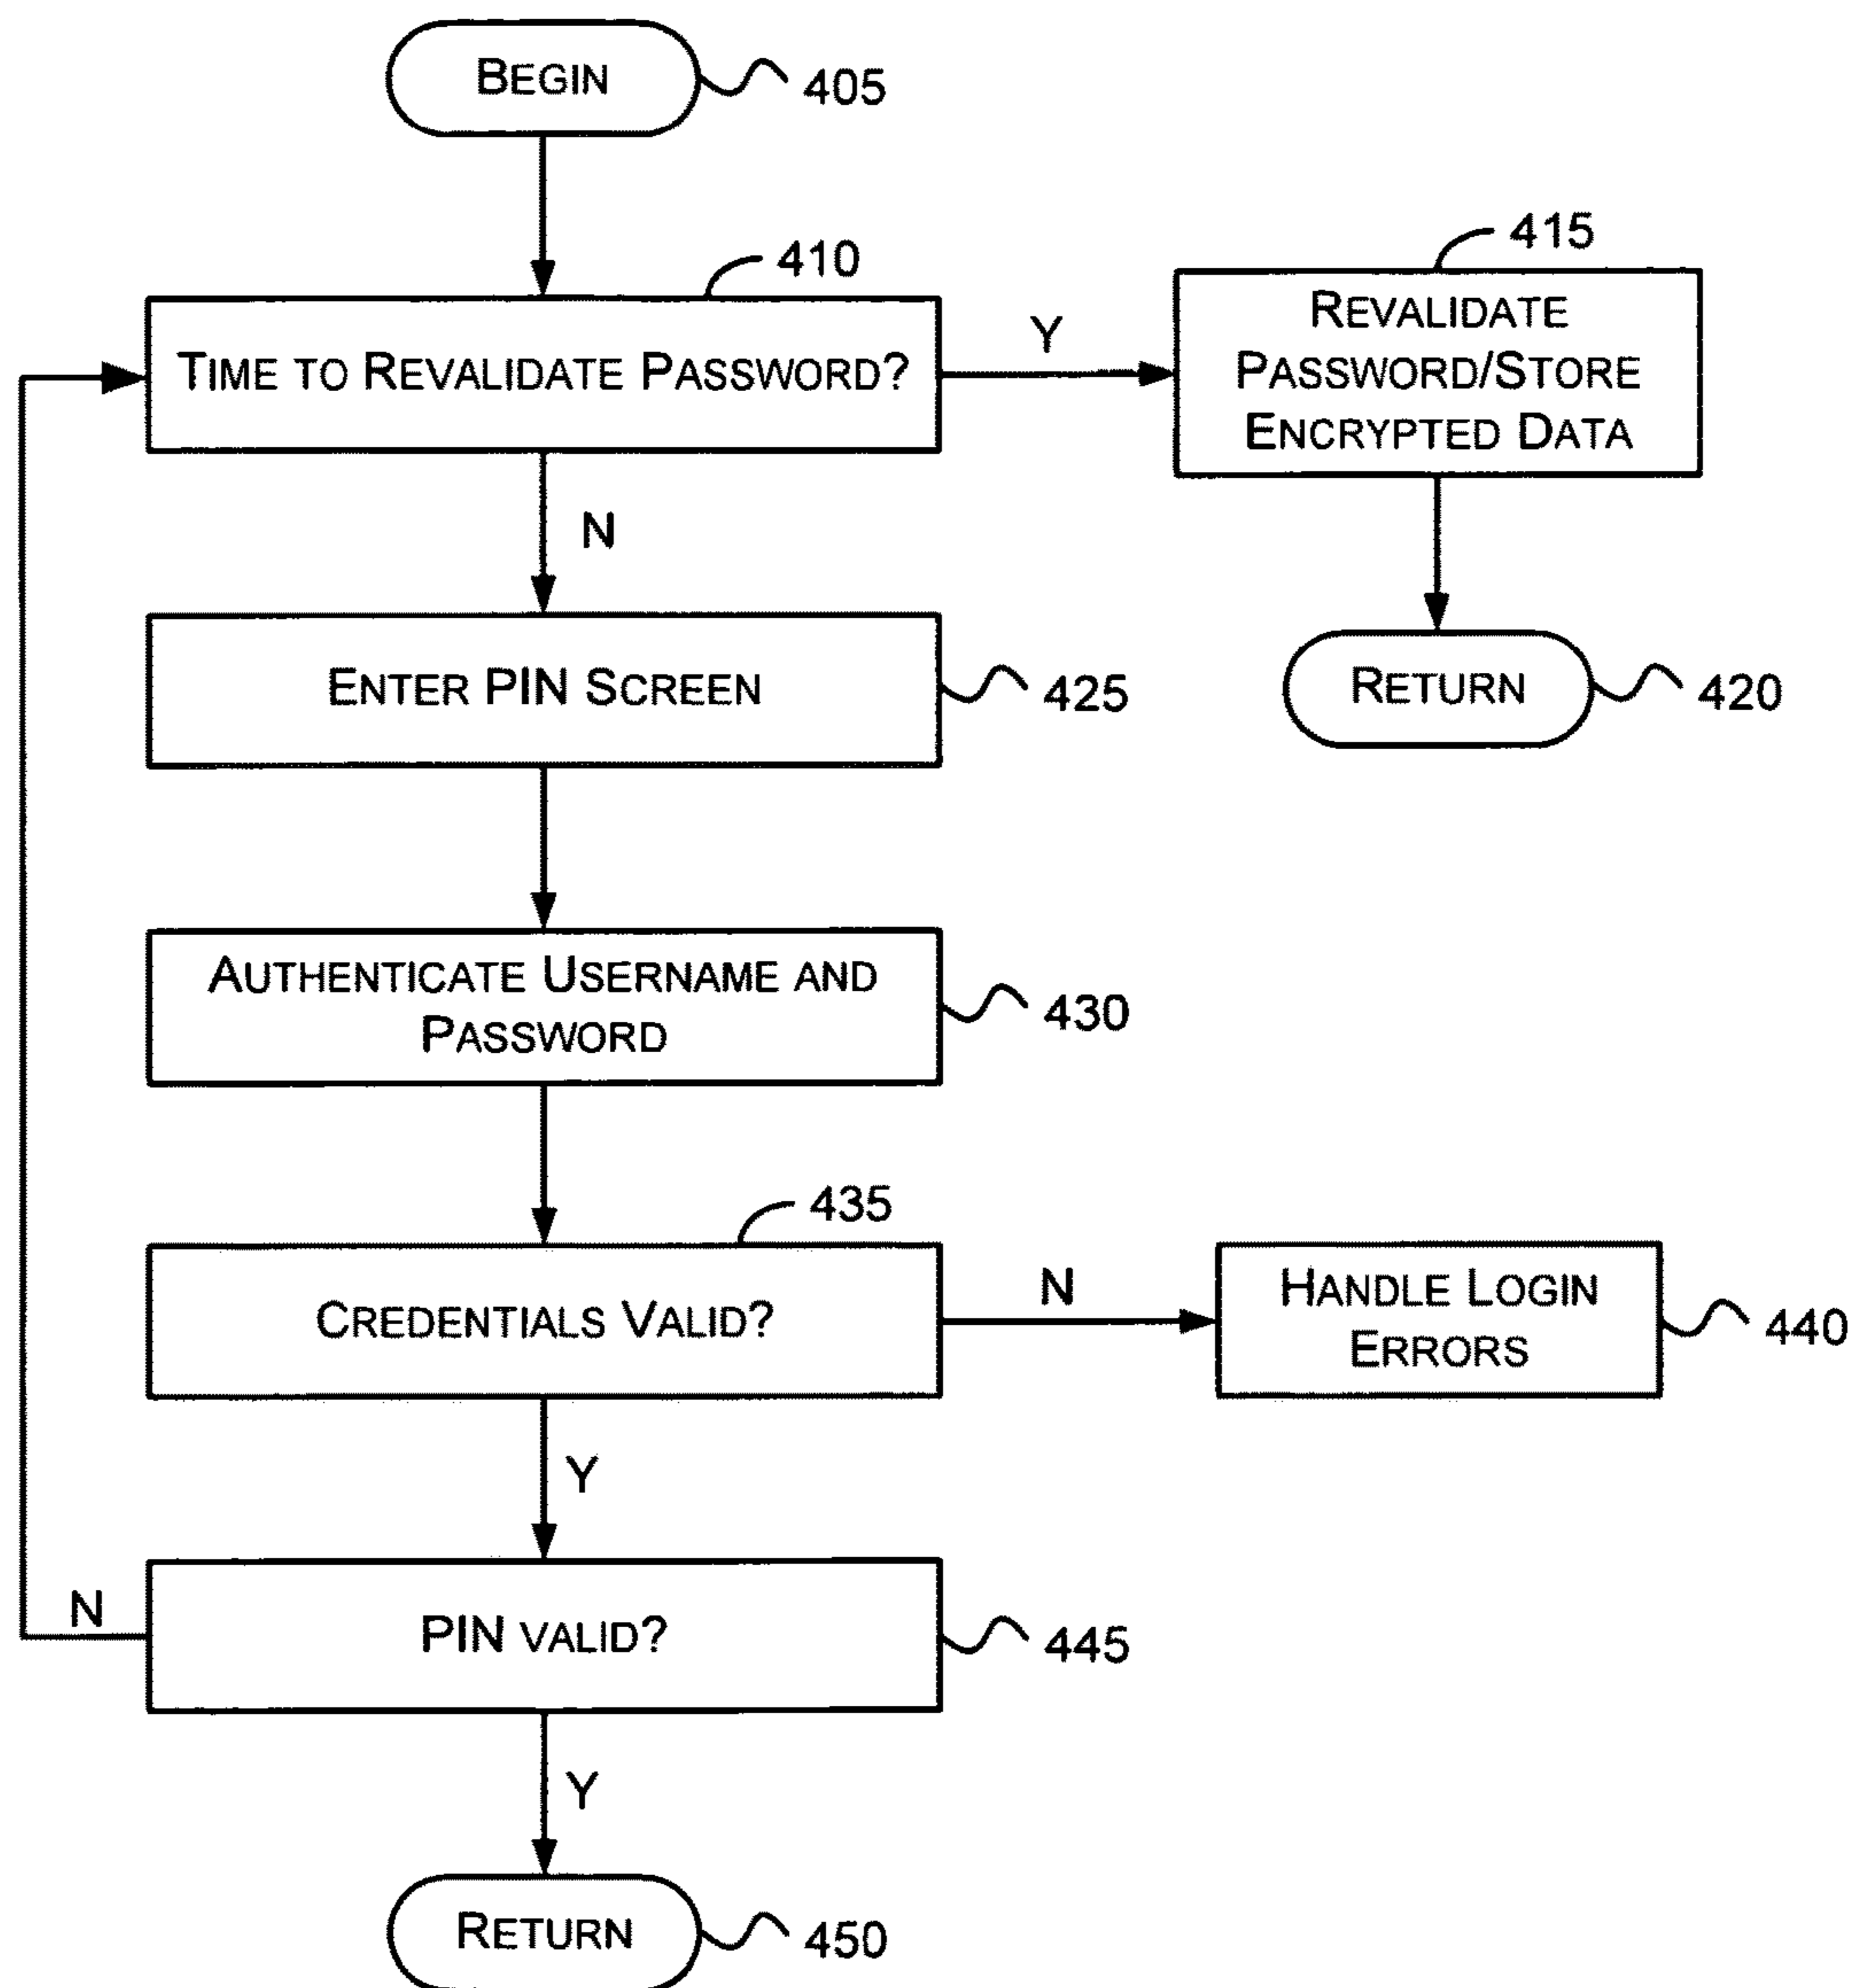 BEGIN
405
410
415
TIME TO REVALIDATE PASSWORD?
Y
REVALIDATE
PASSWORD/STORE
ENCRYPTED DATA
N
ENTER PIN SCREEN
425
RETURN
420
AUTHENTICATE USERNAME AND
PASSWORD
430
435
CREDENTIALS VALID?
N
HANDLE LOGIN
ERRORS
440
Y
N
PIN VALID?
445
Y
RETURN
450